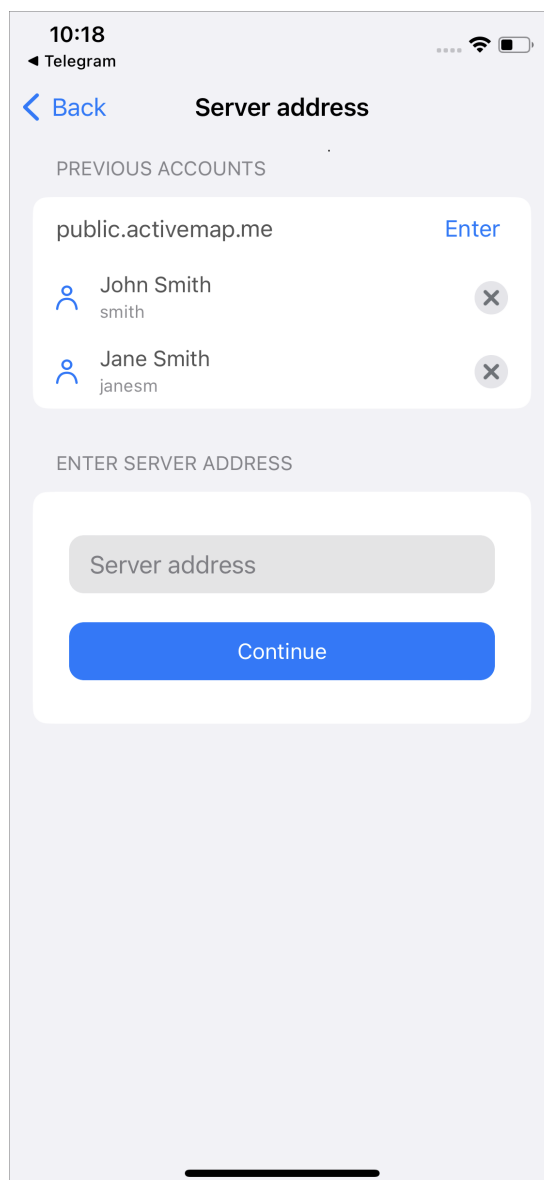 10:18
Telegram
Back
Server address
PREVIOUS ACCOUNTS
public.activemap.me
Enter
John Smith
smith
Jane Smith
janesm
ENTER SERVER ADDRESS
Server address
Continue